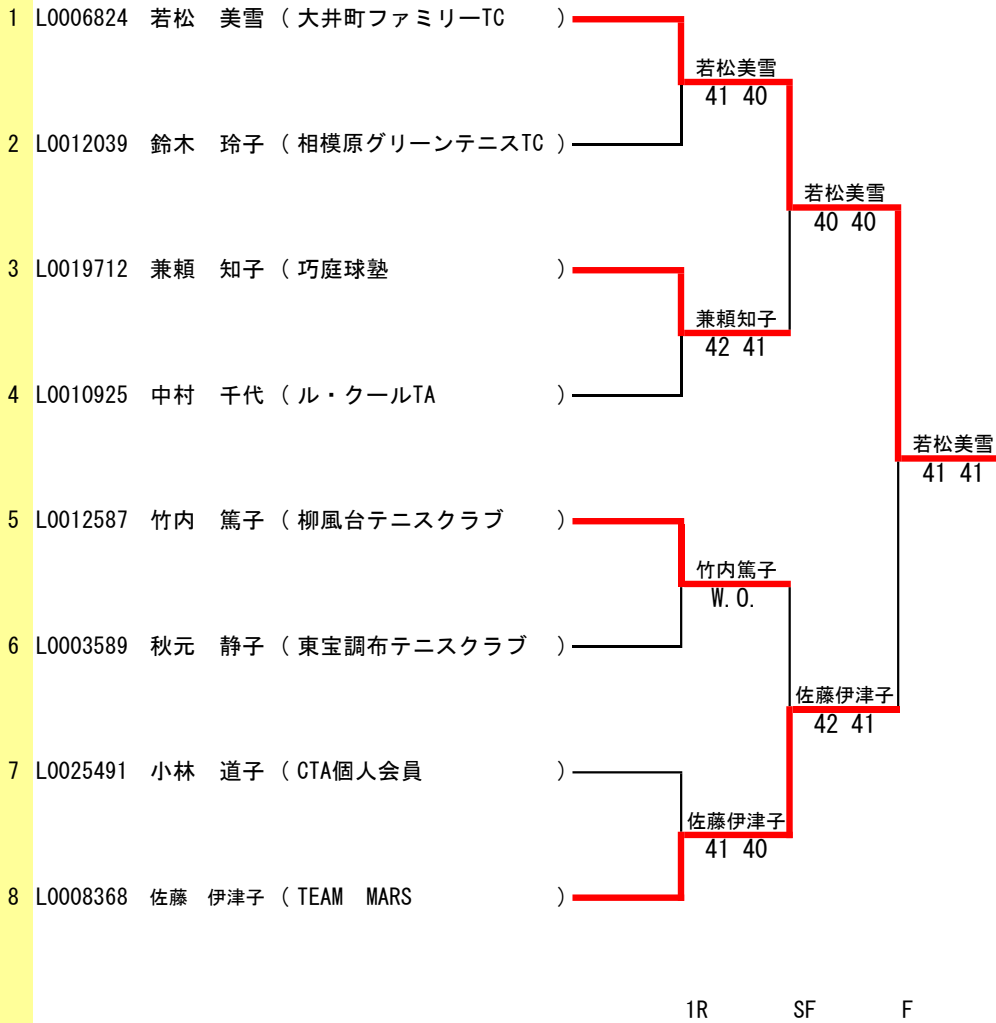 1 L0006824 若松　美雪 ( 大井町ファミリーTC )
若松美雪
41 40
2 L0012039 鈴木　玲子 ( 相模原グリーンテニスTC )
若松美雪
40 40
3 L0019712 兼頼　知子 ( 巧庭球塾 )
兼頼知子
42 41
4 L0010925 中村　千代 ( ル・クールTA )
若松美雪
41 41
5 L0012587 竹内　篤子 ( 柳風台テニスクラブ )
竹内篤子
W.O.
6 L0003589 秋元　静子 ( 東宝調布テニスクラブ )
佐藤伊津子
42 41
7 L0025491 小林　道子 ( CTA個人会員 )
佐藤伊津子
41 40
8 L0008368 佐藤　伊津子 ( TEAM　MARS )
1R SF F